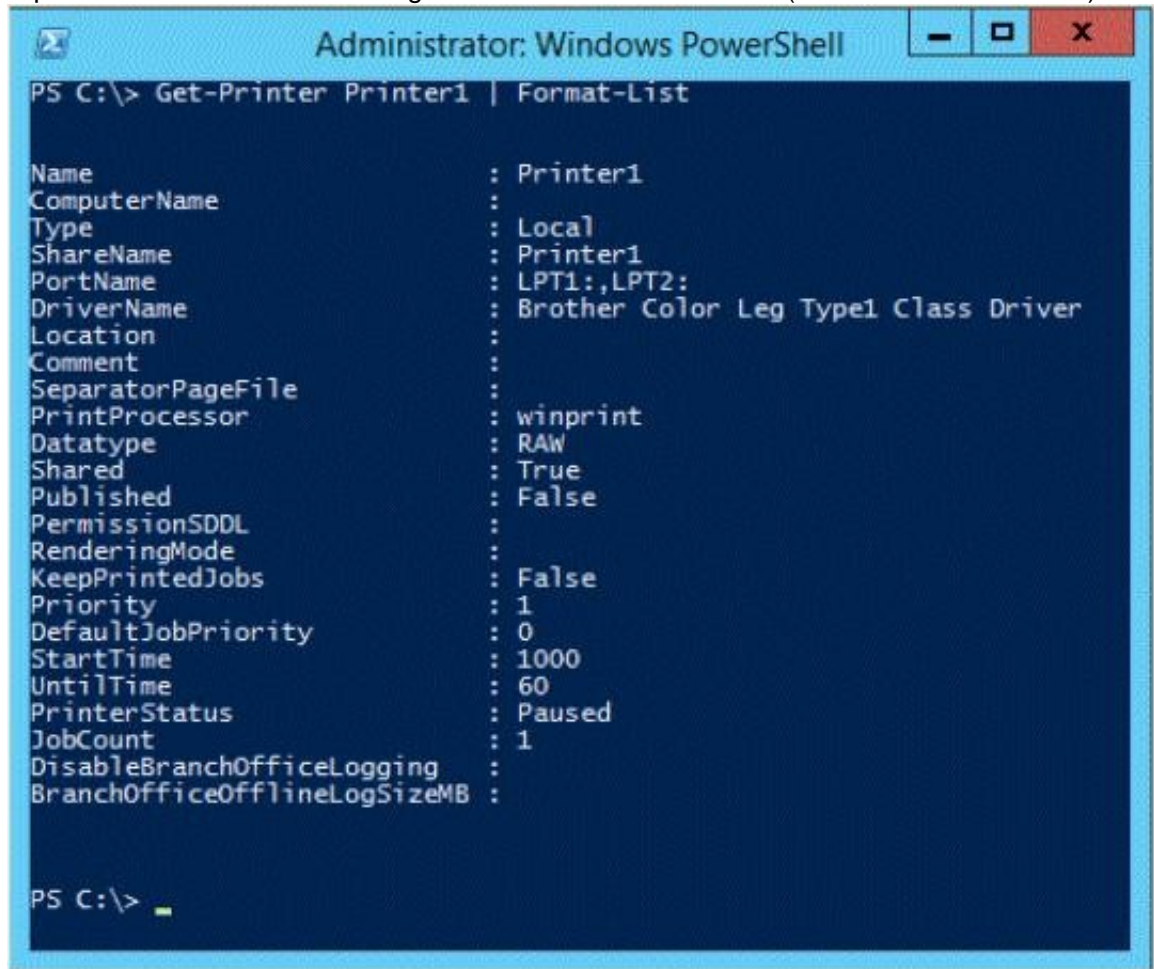 Administrator: Windows PowerShell
PS C:\> Get-Printer Printer1 | Format-List
Name : Printer1
ComputerName :
Type : Local
ShareName : Printer1
PortName : LPT1:,LPT2:
DriverName : Brother Color Leg Type1 Class Driver
Location :
Comment :
SeparatorPageFile :
PrintProcessor : winprint
Datatype : RAW
Shared : True
Published : False
PermissionSDDL :
RenderingMode :
KeepPrintedJobs : False
Priority : 1
DefaultJobPriority : 0
StartTime : 1000
UntilTime : 60
PrinterStatus : Paused
JobCount : 1
DisableBranchOfficeLogging :
BranchOfficeOfflineLogSizeMB :
PS C:\> _